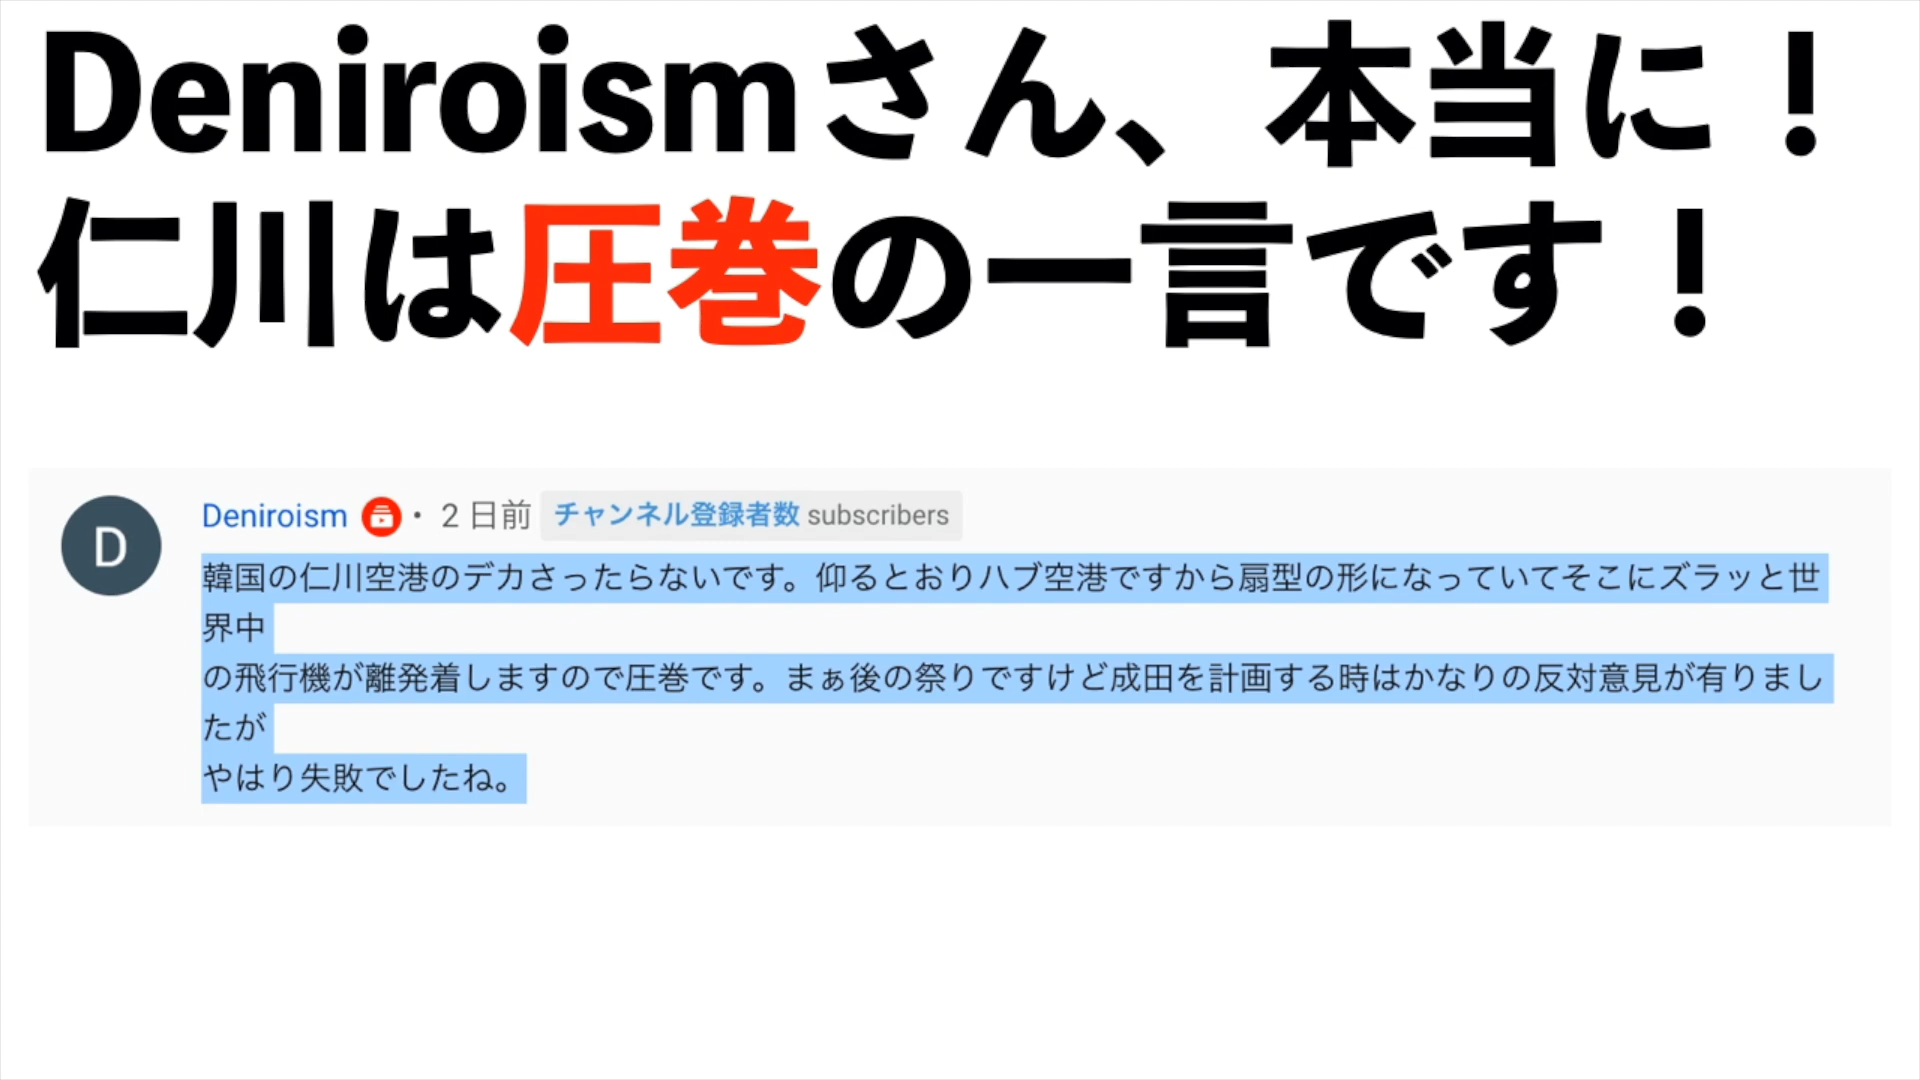 Deniroismさん、本当に！
仁川は圧巻の一言です！
D
Deniroism • 2 日前 チャンネル登録者数 subscribers
韓国の仁川空港のデカさったらないです。仰るとおりハブ空港ですから扇型の形になっていてそこにズラッと世
界中
の飛行機が離発着しますので圧巻です。まぁ後の祭りですけど成田を計画する時はかなりの反対意見が有りまし
たが
やはり失敗でしたね。